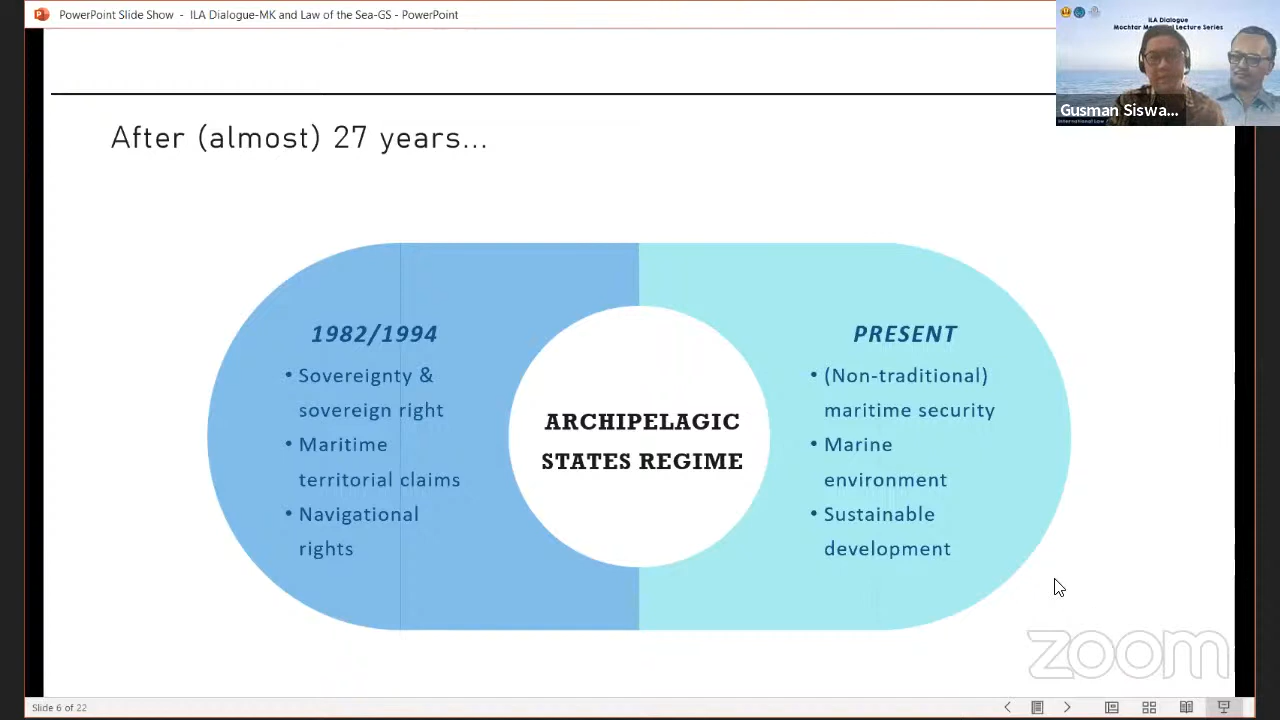 PowerPoint Slide Show - ILA Dialogue-MK and Law of the Sea-GS - PowerPoint
ILA Dialogue
Mochtar Memorial Lecture Series
Gusman Siswa...
After (almost) 27 years...
1982/1994
• Sovereignty &
sovereign right
• Maritime
territorial claims
• Navigational
rights
ARCHIPELAGIC
STATES REGIME
PRESENT
• (Non-traditional)
maritime security
• Marine
environment
• Sustainable
development
zoom
Slide 6 of 22